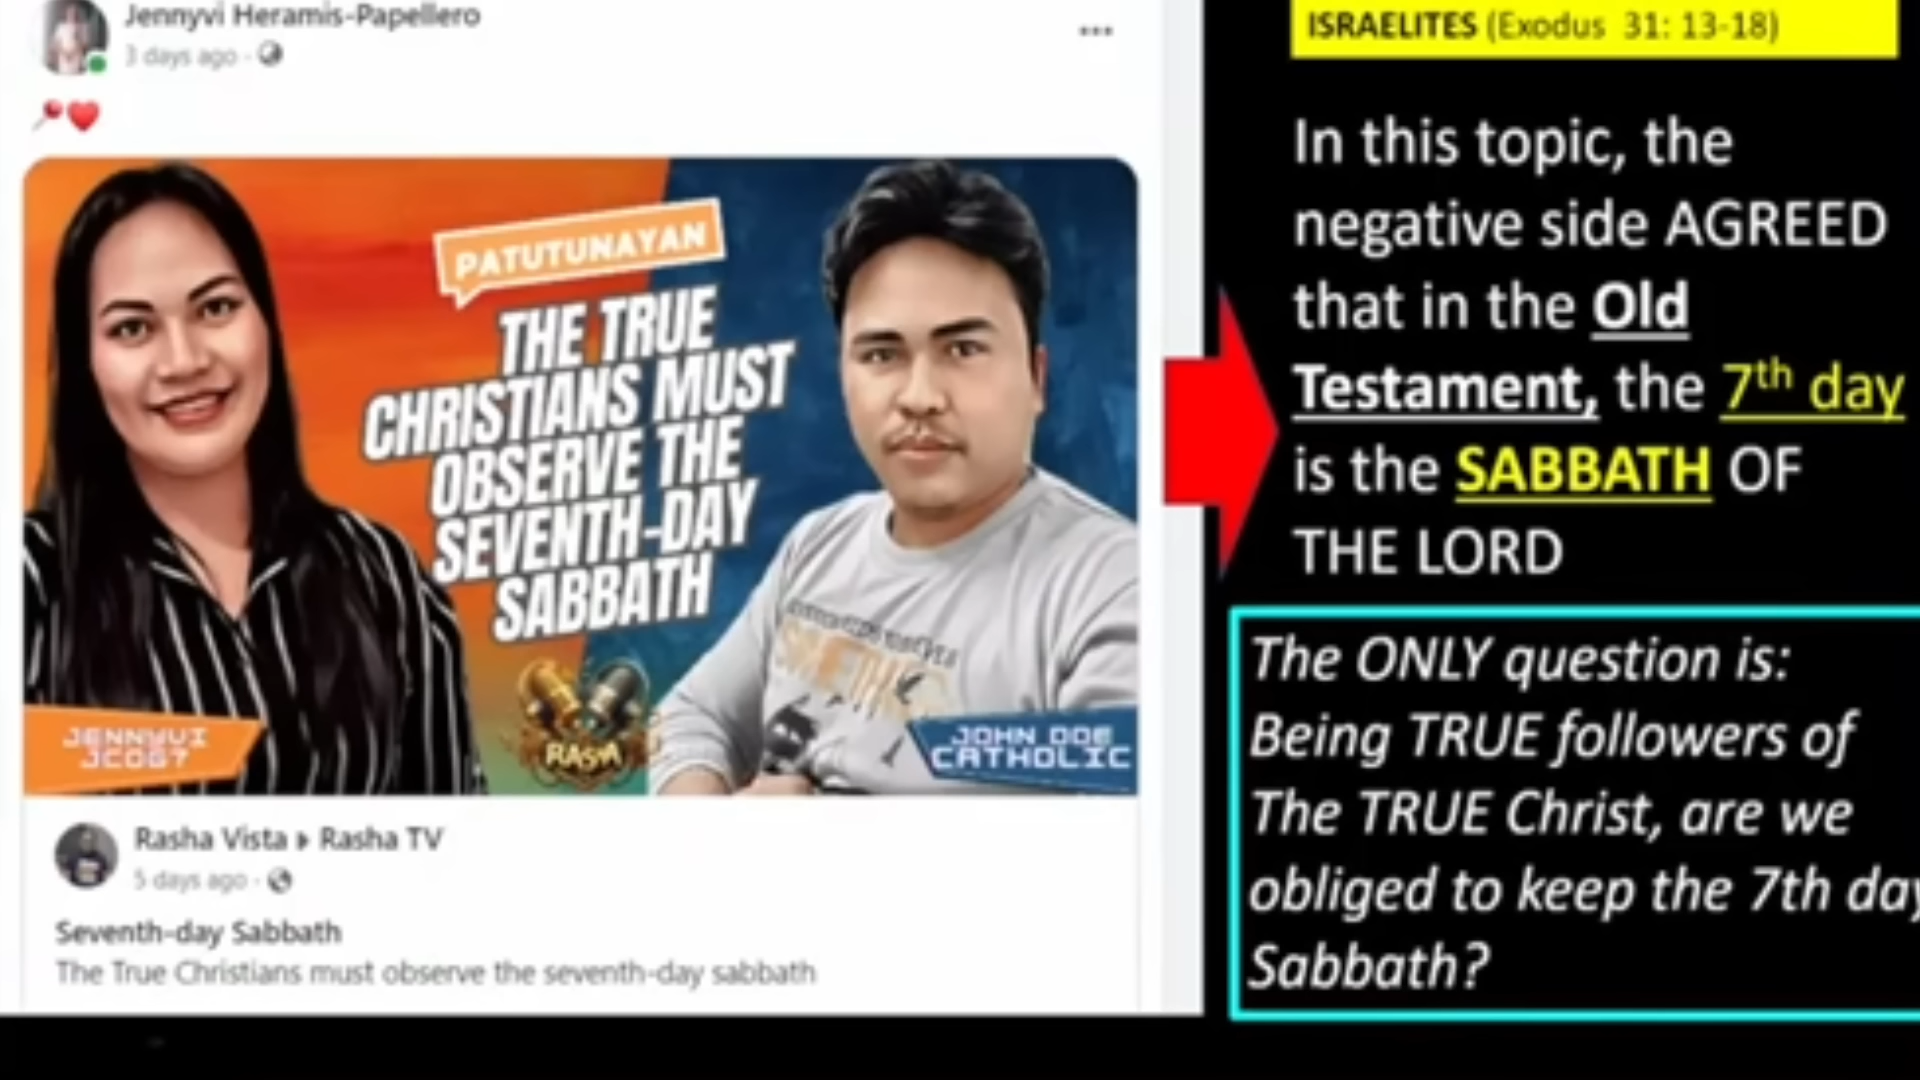 Jennyvi Heramis-Papellero
3 days ago
PATUTUNAYAN
THE TRUE
CHRISTIANS MUST
OBSERVE THE
SEVENTH-DAY
SABBATH
JENNYVI
JCOG7
RASHA
JOHN DOE
CATHOLIC
Rasha Vista ▸ Rasha TV
5 days ago
Seventh-day Sabbath
The True Christians must observe the seventh-day sabbath
ISRAELITES (Exodus 31: 13-18)
In this topic, the
negative side AGREED
that in the Old
Testament, the 7th day
is the SABBATH OF
THE LORD
The ONLY question is:
Being TRUE followers of
The TRUE Christ, are we
obliged to keep the 7th day
Sabbath?